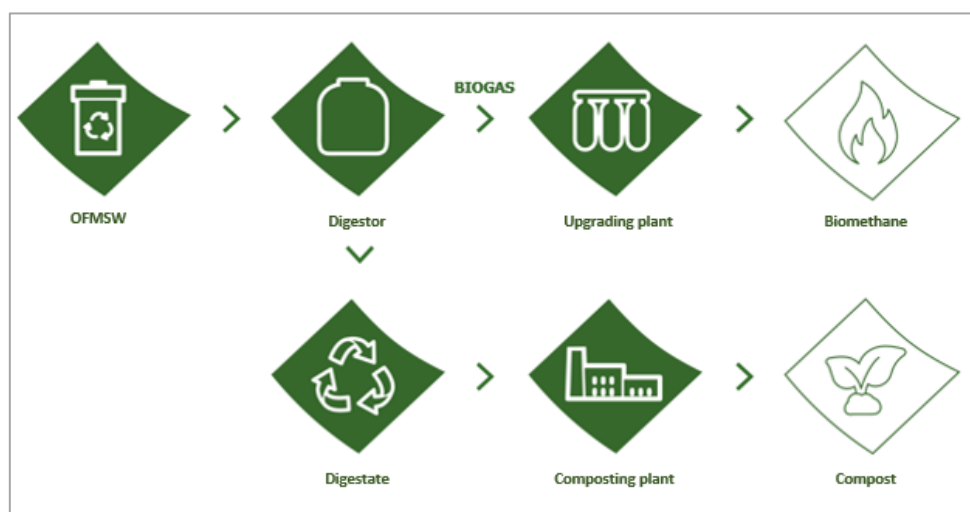 BIOGAS
OFMSW
Digestor
Upgrading plant
Biomethane
Digestate
Composting plant
Compost